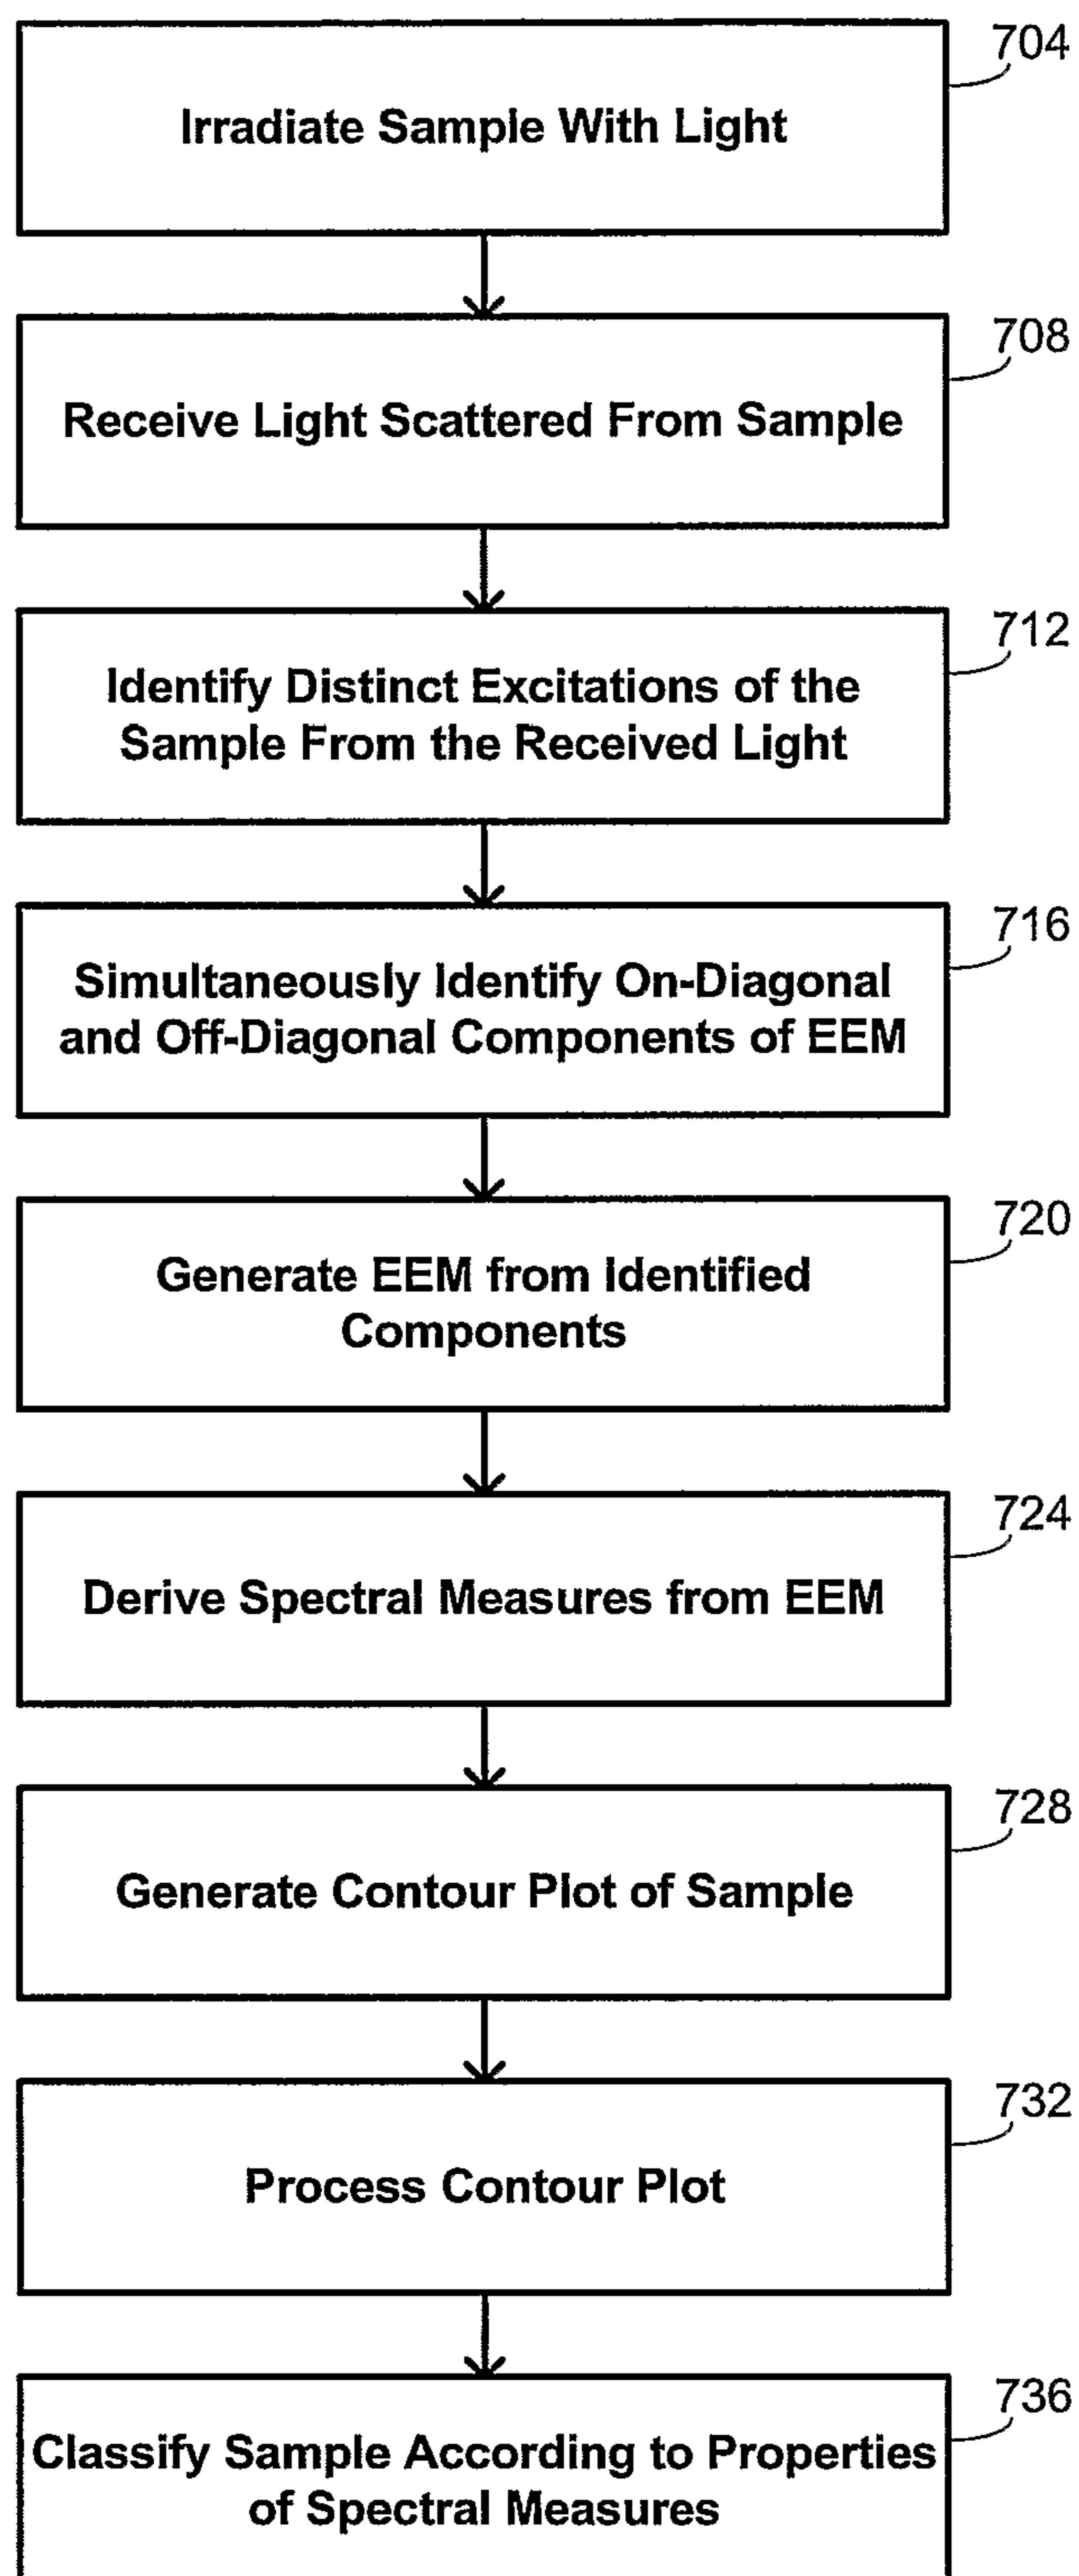 704
Irradiate Sample With Light
708
Receive Light Scattered From Sample
712
Identify Distinct Excitations of the
Sample From the Received Light
716
Simultaneously Identify On-Diagonal
and Off-Diagonal Components of EEM
720
Generate EEM from Identified
Components
724
Derive Spectral Measures from EEM
728
Generate Contour Plot of Sample
732
Process Contour Plot
736
Classify Sample According to Properties
of Spectral Measures